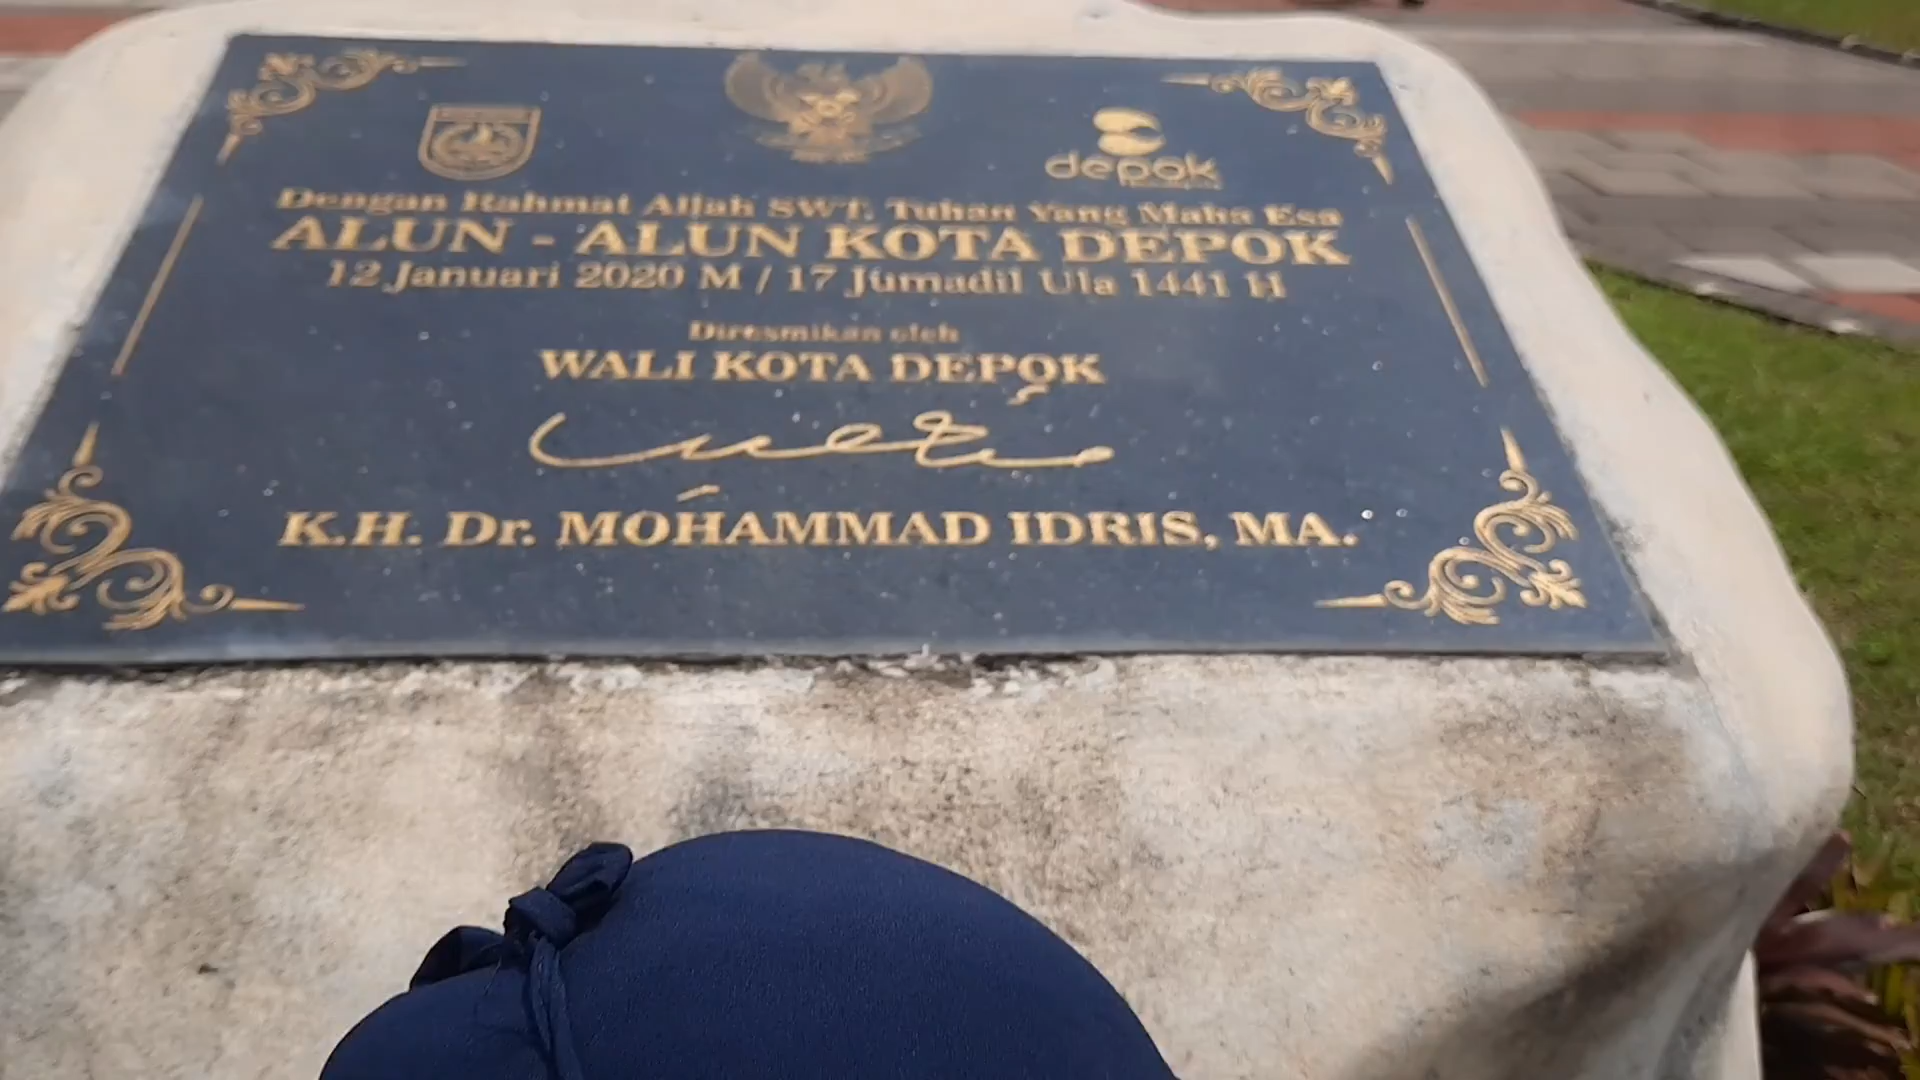 depok
Dengan Rahmat Allah SWT. Tuhan Yang Maha Esa
ALUN - ALUN KOTA DEPOK
12 Januari 2020 M / 17 Jumadil Ula 1441 H
Diresmikan oleh
WALI KOTA DEPOK
K.H. Dr. MOHAMMAD IDRIS, MA.